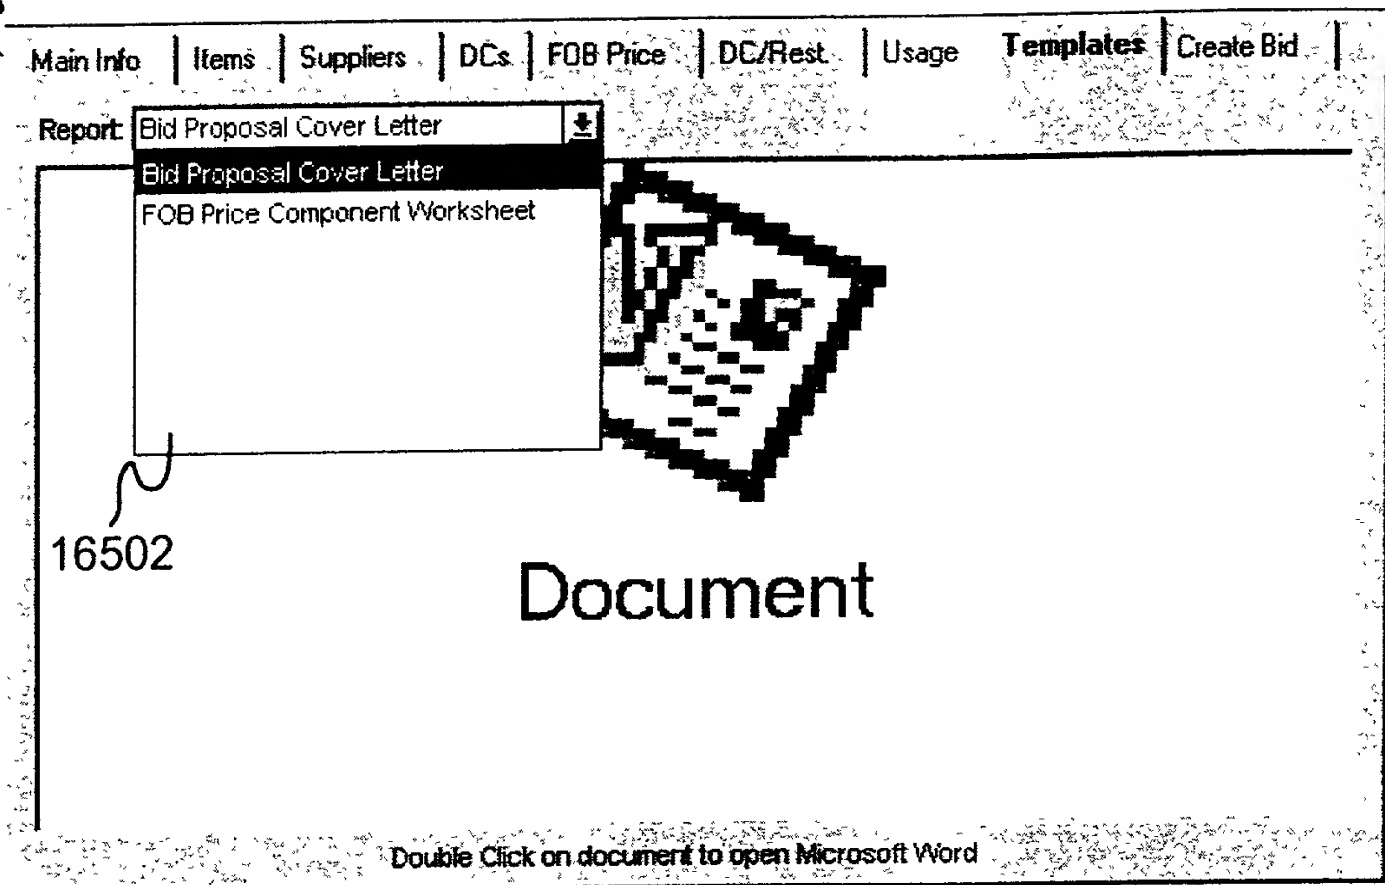 Main Info Items Suppliers DCs FOB Price DC/Rest. Usage Templates Create Bid
Report: Bid Proposal Cover Letter
Bid Proposal Cover Letter
FOB Price Component Worksheet
16502
Document
Double Click on document to open Microsoft Word